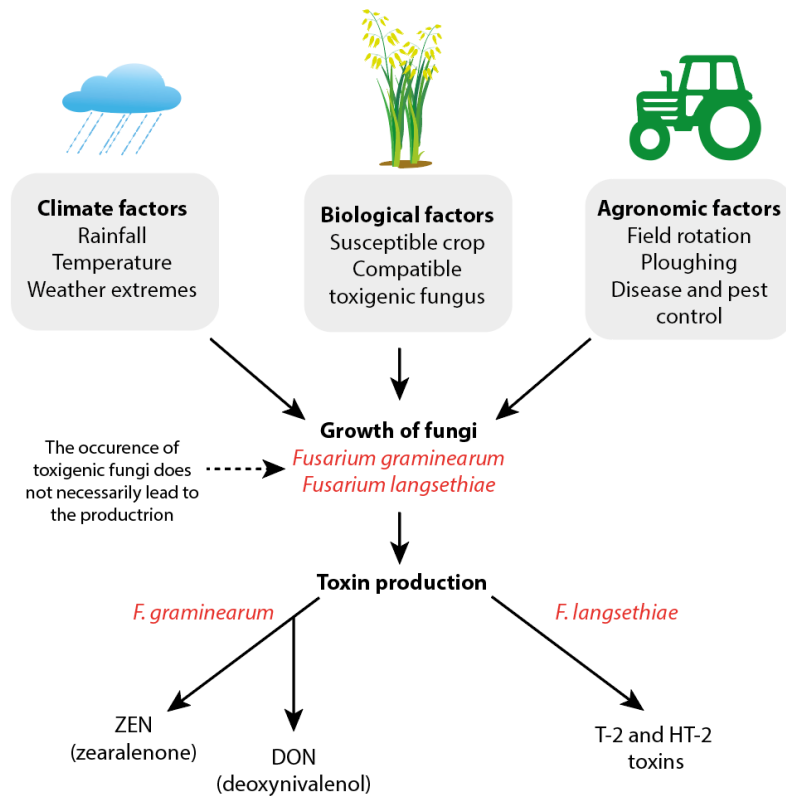 Climate factors
Rainfall
Temperature
Weather extremes
Biological factors
Susceptible crop
Compatible
toxigenic fungus
Agronomic factors
Field rotation
Ploughing
Disease and pest
control
Growth of fungi
Fusarium graminearum
Fusarium langsethiae
The occurence of
toxigenic fungi does
not necessarily lead to
the productrion
Toxin production
F. graminearum
F. langsethiae
ZEN
(zearalenone)
DON
(deoxynivalenol)
T-2 and HT-2
toxins